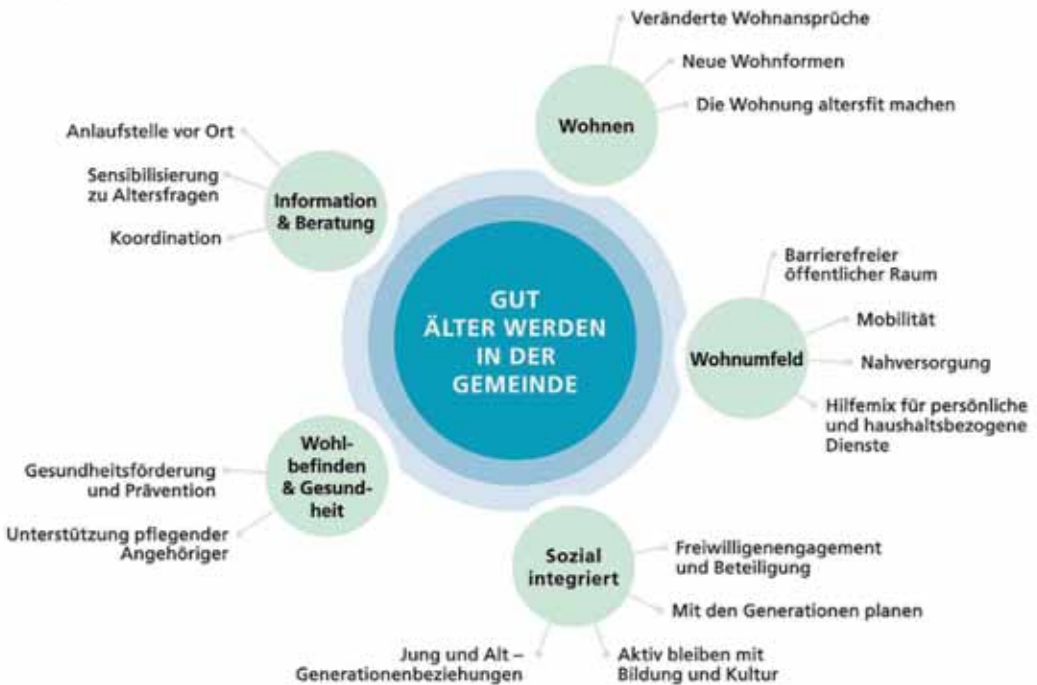 GUT
ÄLTER WERDEN
IN DER
GEMEINDE
Wohnen
Veränderte Wohnansprüche
Neue Wohnformen
Die Wohnung altersfit machen
Wohnumfeld
Barrierefreier
öffentlicher Raum
Mobilität
Nahversorgung
Hilfemix für persönliche
und haushaltsbezogene
Dienste
Sozial
integriert
Freiwilligenengagement
und Beteiligung
Mit den Generationen planen
Aktiv bleiben mit
Bildung und Kultur
Jung und Alt –
Generationenbeziehungen
Wohl-
befinden
& Gesund-
heit
Gesundheitsförderung
und Prävention
Unterstützung pflegender
Angehöriger
Information
& Beratung
Anlaufstelle vor Ort
Sensibilisierung
zu Altersfragen
Koordination